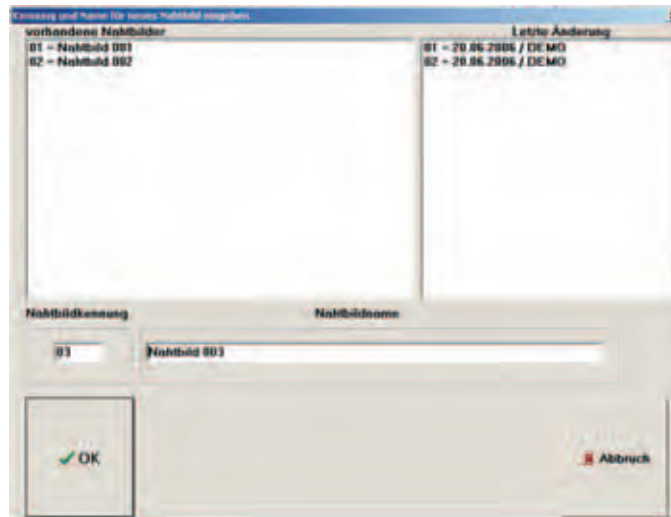 Kennung und Name für neues Nahtbild eingeben
vorhandene Nahtbilder
Letzte Änderung
01 - Nahtbild 001
01 - 20.06.2006 / DEMO
02 - Nahtbild 002
02 - 20.06.2006 / DEMO
Nahtbildkennung
Nahtbildname
03
Nahtbild 003
OK
Abbruch